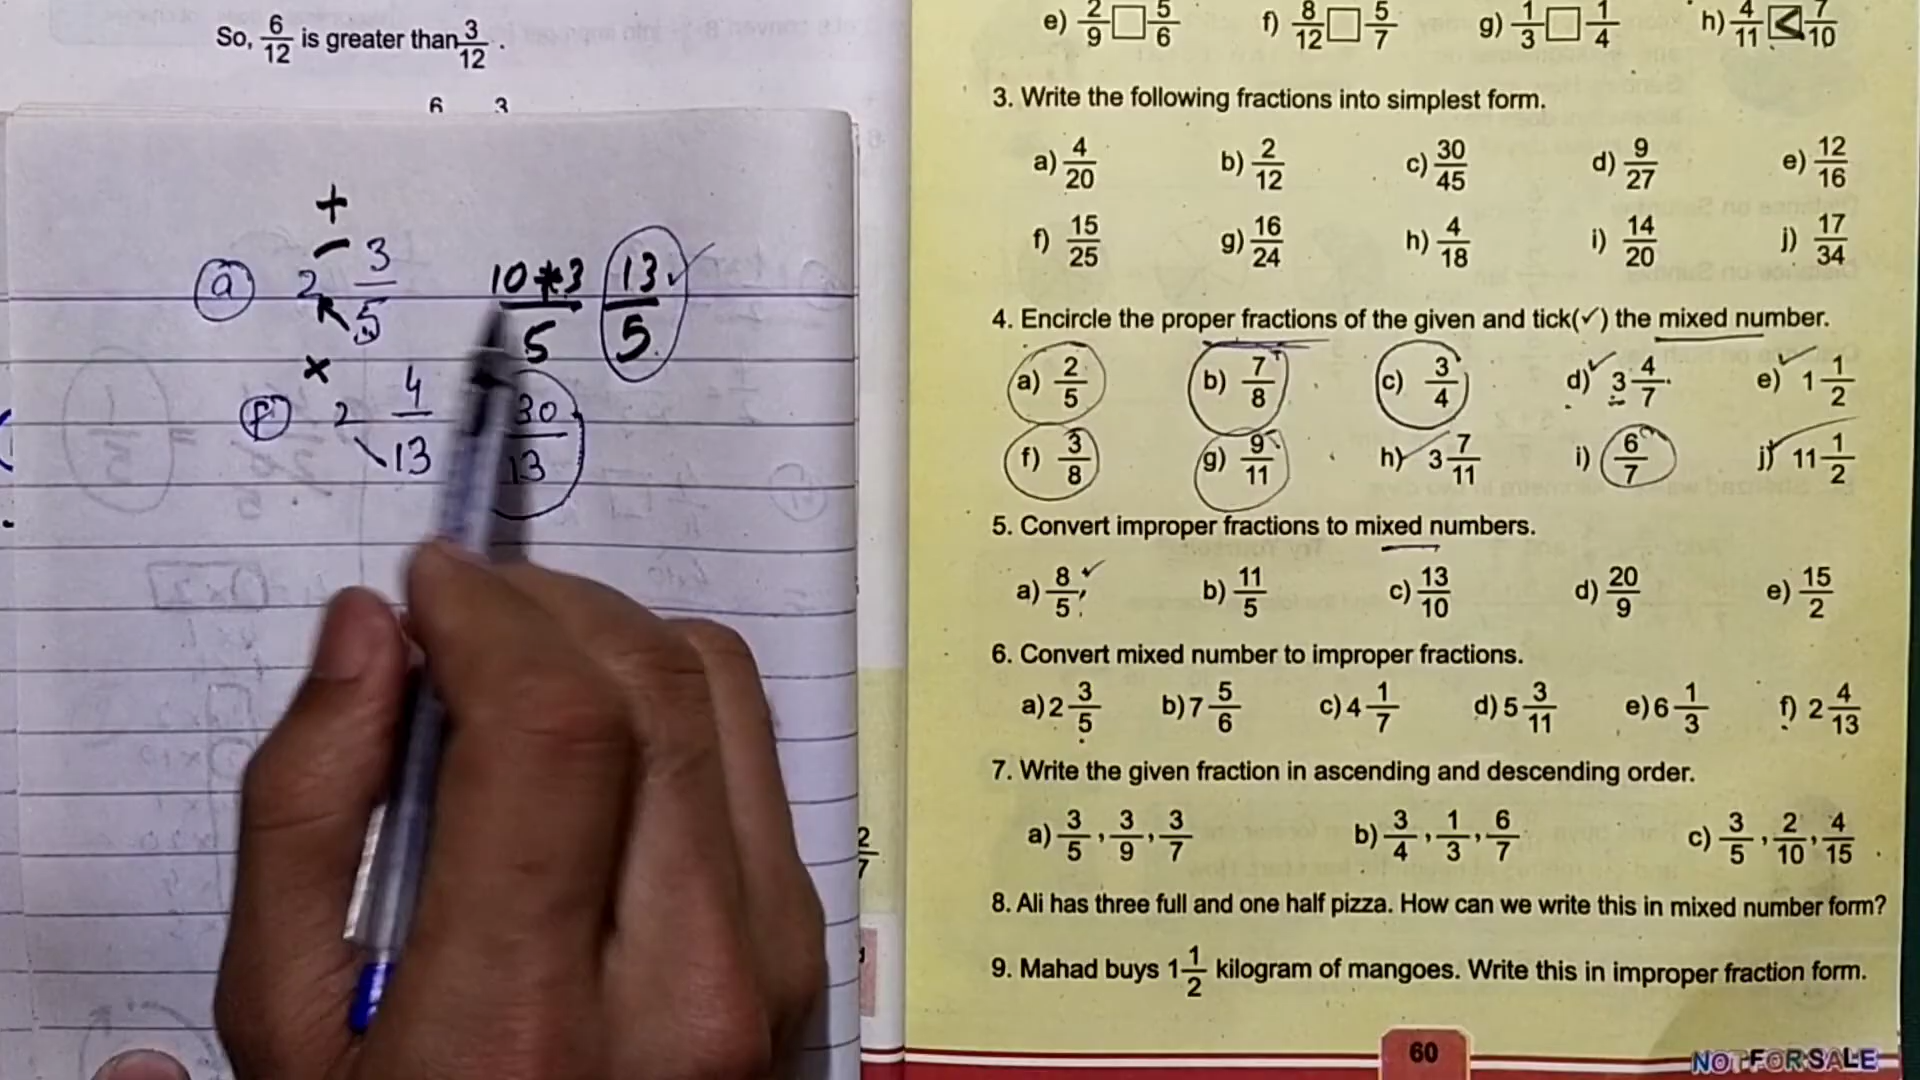 So, 6/12 is greater than 3/12 .
6 3
+
a 2 3/5 10+3/5 13/5
×
f 2 4/13 30/13
2/7
e) 2/9 □ 5/6 f) 8/12 □ 5/7 g) 1/3 □ 1/4 h) 4/11 < 7/10
3. Write the following fractions into simplest form.
a) 4/20 b) 2/12 c) 30/45 d) 9/27 e) 12/16
f) 15/25 g) 16/24 h) 4/18 i) 14/20 j) 17/34
4. Encircle the proper fractions of the given and tick(✓) the mixed number.
a) 2/5 b) 7/8 c) 3/4 d) 3 4/7 e) 1 1/2
f) 3/8 g) 9/11 h) 3 7/11 i) 6/7 j) 11 1/2
5. Convert improper fractions to mixed numbers.
a) 8/5 b) 11/5 c) 13/10 d) 20/9 e) 15/2
6. Convert mixed number to improper fractions.
a) 2 3/5 b) 7 5/6 c) 4 1/7 d) 5 3/11 e) 6 1/3 f) 2 4/13
7. Write the given fraction in ascending and descending order.
a) 3/5 , 3/9 , 3/7 b) 3/4 , 1/3 , 6/7 c) 3/5 , 2/10 , 4/15
8. Ali has three full and one half pizza. How can we write this in mixed number form?
9. Mahad buys 1 1/2 kilogram of mangoes. Write this in improper fraction form.
60
NOT FOR SALE